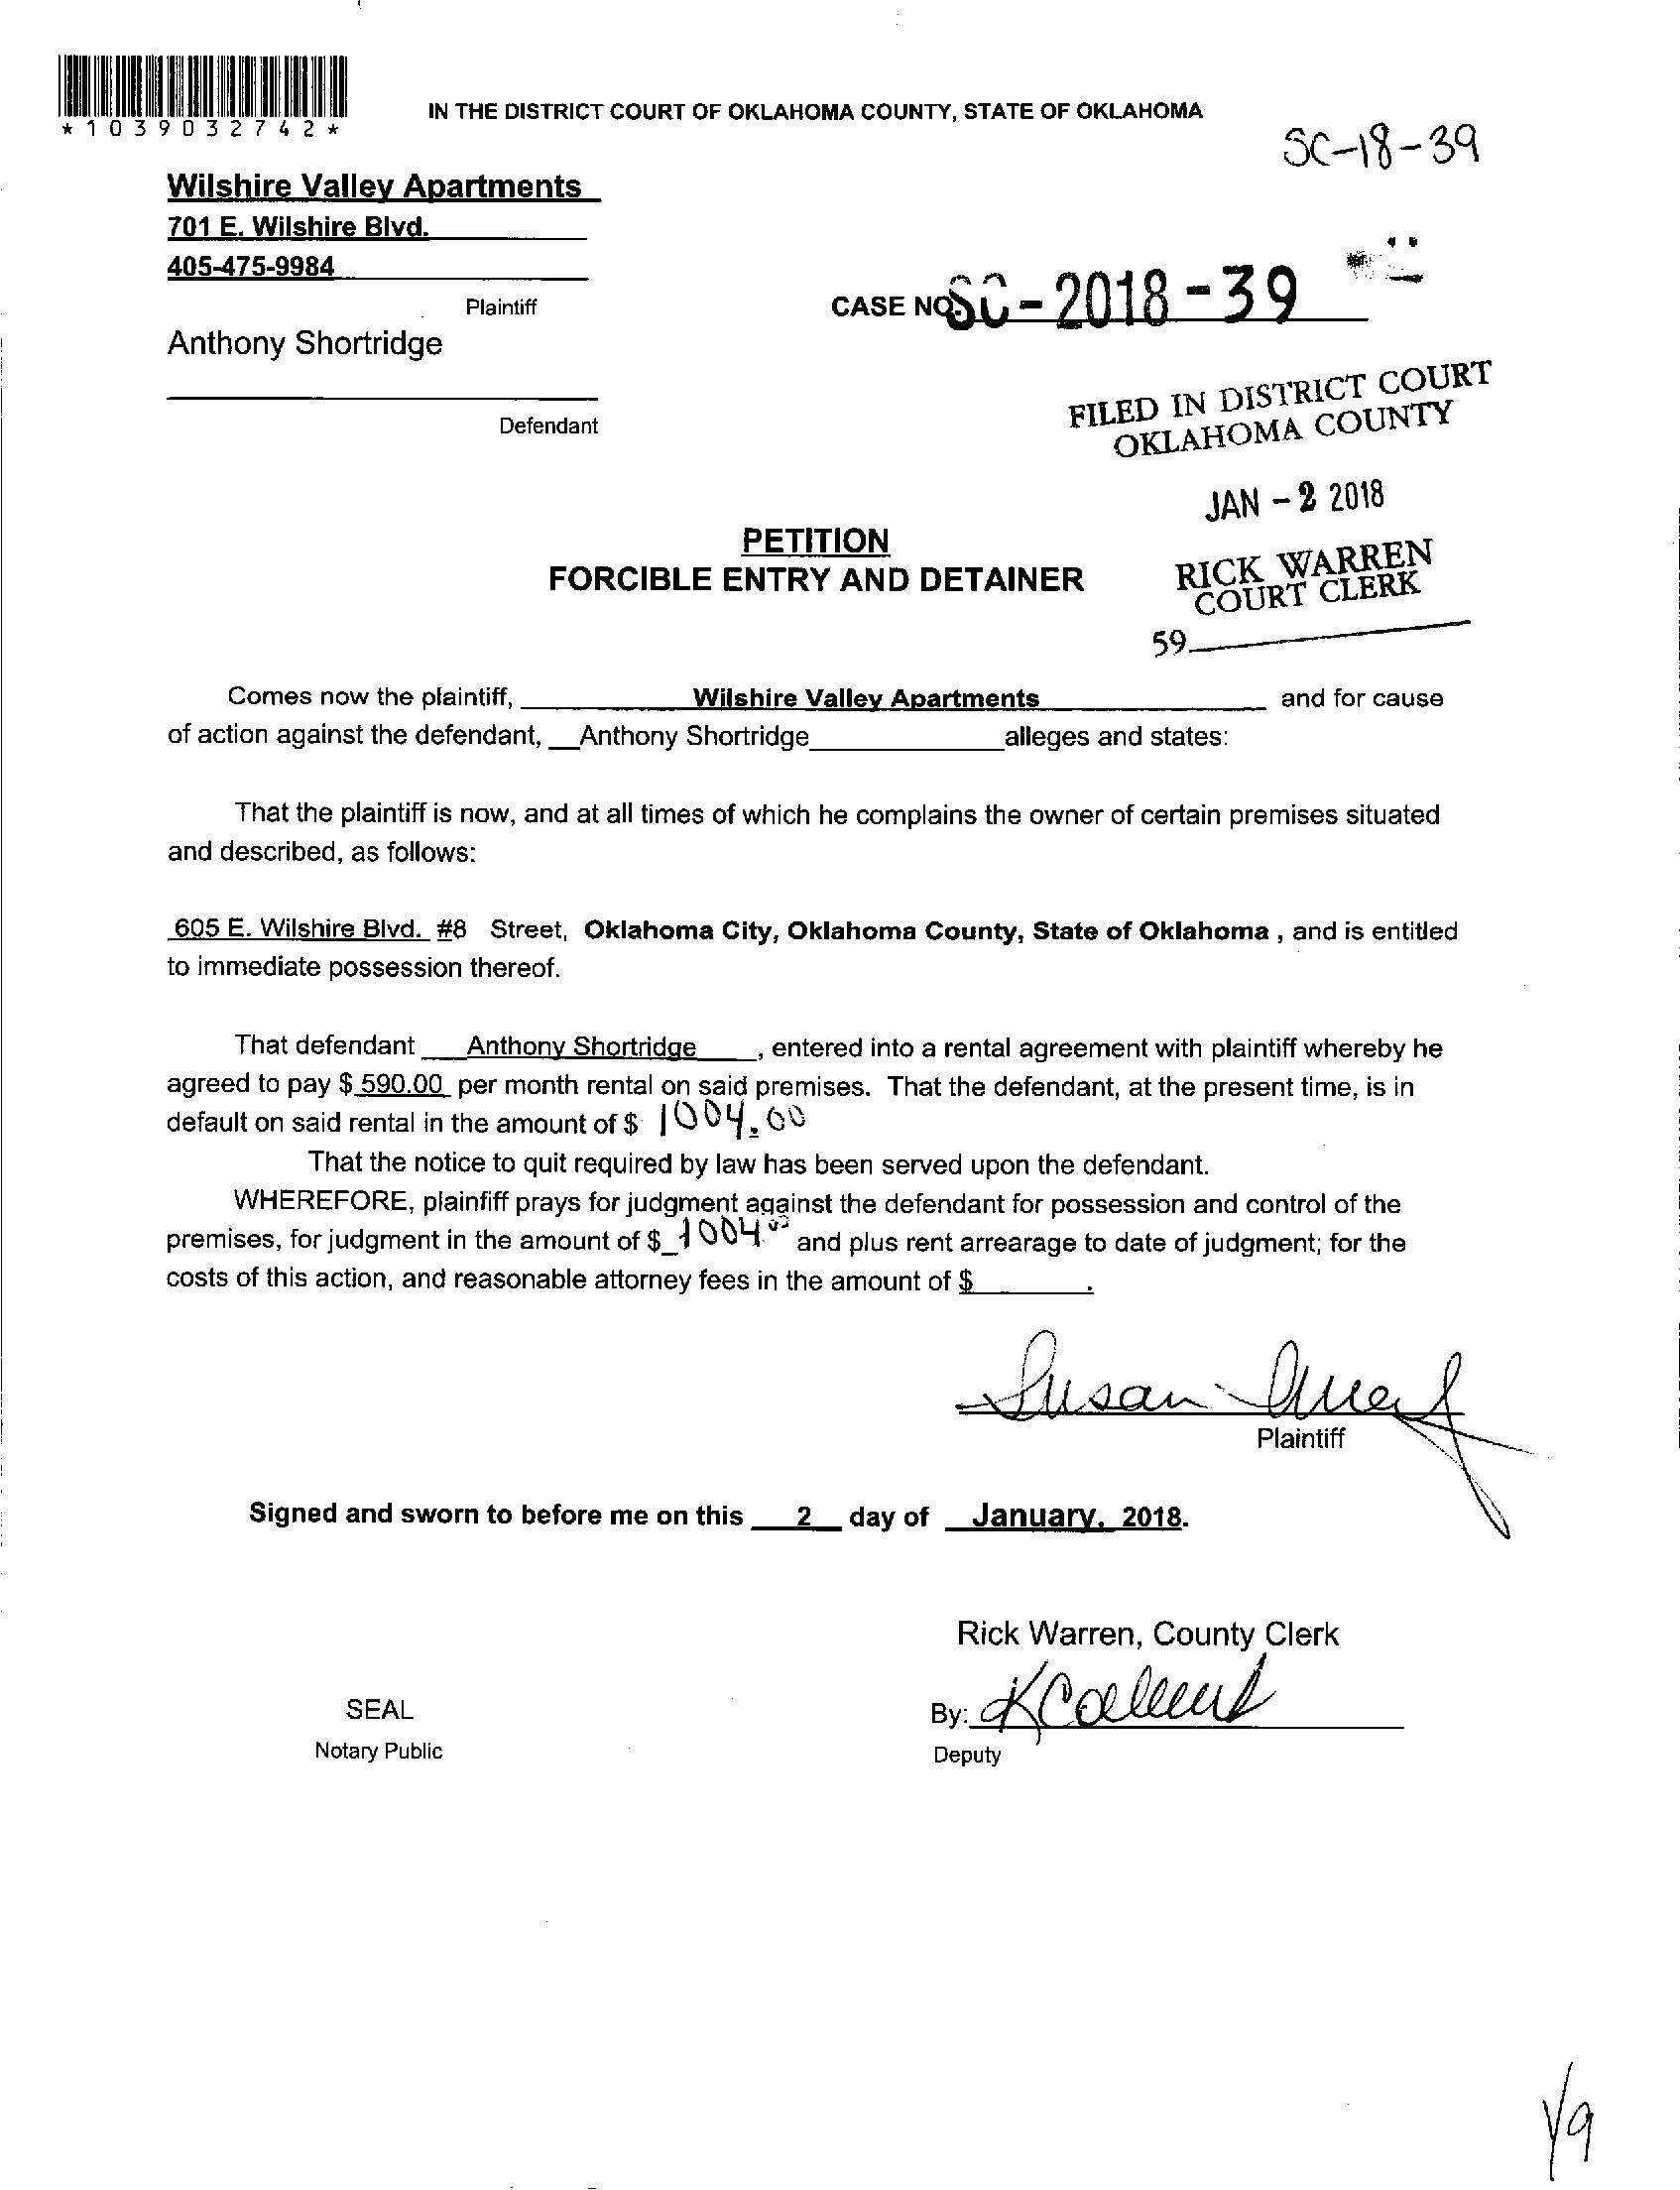 *1039032742*
IN THE DISTRICT COURT OF OKLAHOMA COUNTY, STATE OF OKLAHOMA
SC-18-39
Wilshire Valley Apartments
701 E. Wilshire Blvd.
405-475-9984
Plaintiff
CASE NO. SC-2018-39
Anthony Shortridge
Defendant
FILED IN DISTRICT COURT
OKLAHOMA COUNTY
JAN - 2 2018
RICK WARREN
COURT CLERK
59
PETITION
FORCIBLE ENTRY AND DETAINER
Comes now the plaintiff, Wilshire Valley Apartments and for cause
of action against the defendant, Anthony Shortridge alleges and states:
That the plaintiff is now, and at all times of which he complains the owner of certain premises situated
and described, as follows:
605 E. Wilshire Blvd. #8 Street, Oklahoma City, Oklahoma County, State of Oklahoma , and is entitled
to immediate possession thereof.
That defendant Anthony Shortridge, entered into a rental agreement with plaintiff whereby he
agreed to pay $ 590.00 per month rental on said premises. That the defendant, at the present time, is in
default on said rental in the amount of $ 1004.00
That the notice to quit required by law has been served upon the defendant.
WHEREFORE, plainfiff prays for judgment against the defendant for possession and control of the
premises, for judgment in the amount of $ 1004.00 and plus rent arrearage to date of judgment; for the
costs of this action, and reasonable attorney fees in the amount of $ .
Susan
Plaintiff
Signed and sworn to before me on this 2 day of January, 2018.
Rick Warren, County Clerk
SEAL
By:
Notary Public
Deputy
1/9